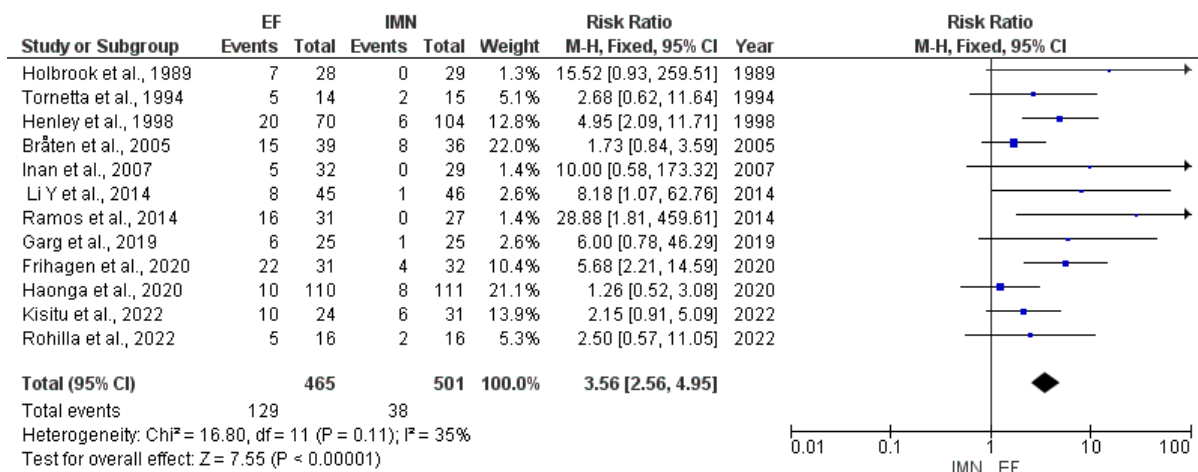 EF IMN Risk Ratio Risk Ratio
Study or Subgroup Events Total Events Total Weight M-H, Fixed, 95% CI Year M-H, Fixed, 95% CI
Holbrook et al., 1989 7 28 0 29 1.3% 15.52 [0.93, 259.51] 1989
Tornetta et al., 1994 5 14 2 15 5.1% 2.68 [0.62, 11.64] 1994
Henley et al., 1998 20 70 6 104 12.8% 4.95 [2.09, 11.71] 1998
Bråten et al., 2005 15 39 8 36 22.0% 1.73 [0.84, 3.59] 2005
Inan et al., 2007 5 32 0 29 1.4% 10.00 [0.58, 173.32] 2007
Li Y et al., 2014 8 45 1 46 2.6% 8.18 [1.07, 62.76] 2014
Ramos et al., 2014 16 31 0 27 1.4% 28.88 [1.81, 459.61] 2014
Garg et al., 2019 6 25 1 25 2.6% 6.00 [0.78, 46.29] 2019
Frihagen et al., 2020 22 31 4 32 10.4% 5.68 [2.21, 14.59] 2020
Haonga et al., 2020 10 110 8 111 21.1% 1.26 [0.52, 3.08] 2020
Kisitu et al., 2022 10 24 6 31 13.9% 2.15 [0.91, 5.09] 2022
Rohilla et al., 2022 5 16 2 16 5.3% 2.50 [0.57, 11.05] 2022
Total (95% CI) 465 501 100.0% 3.56 [2.56, 4.95]
Total events 129 38
Heterogeneity: Chi² = 16.80, df = 11 (P = 0.11); I² = 35%
Test for overall effect: Z = 7.55 (P < 0.00001)
0.01 0.1 1 10 100
IMN EF